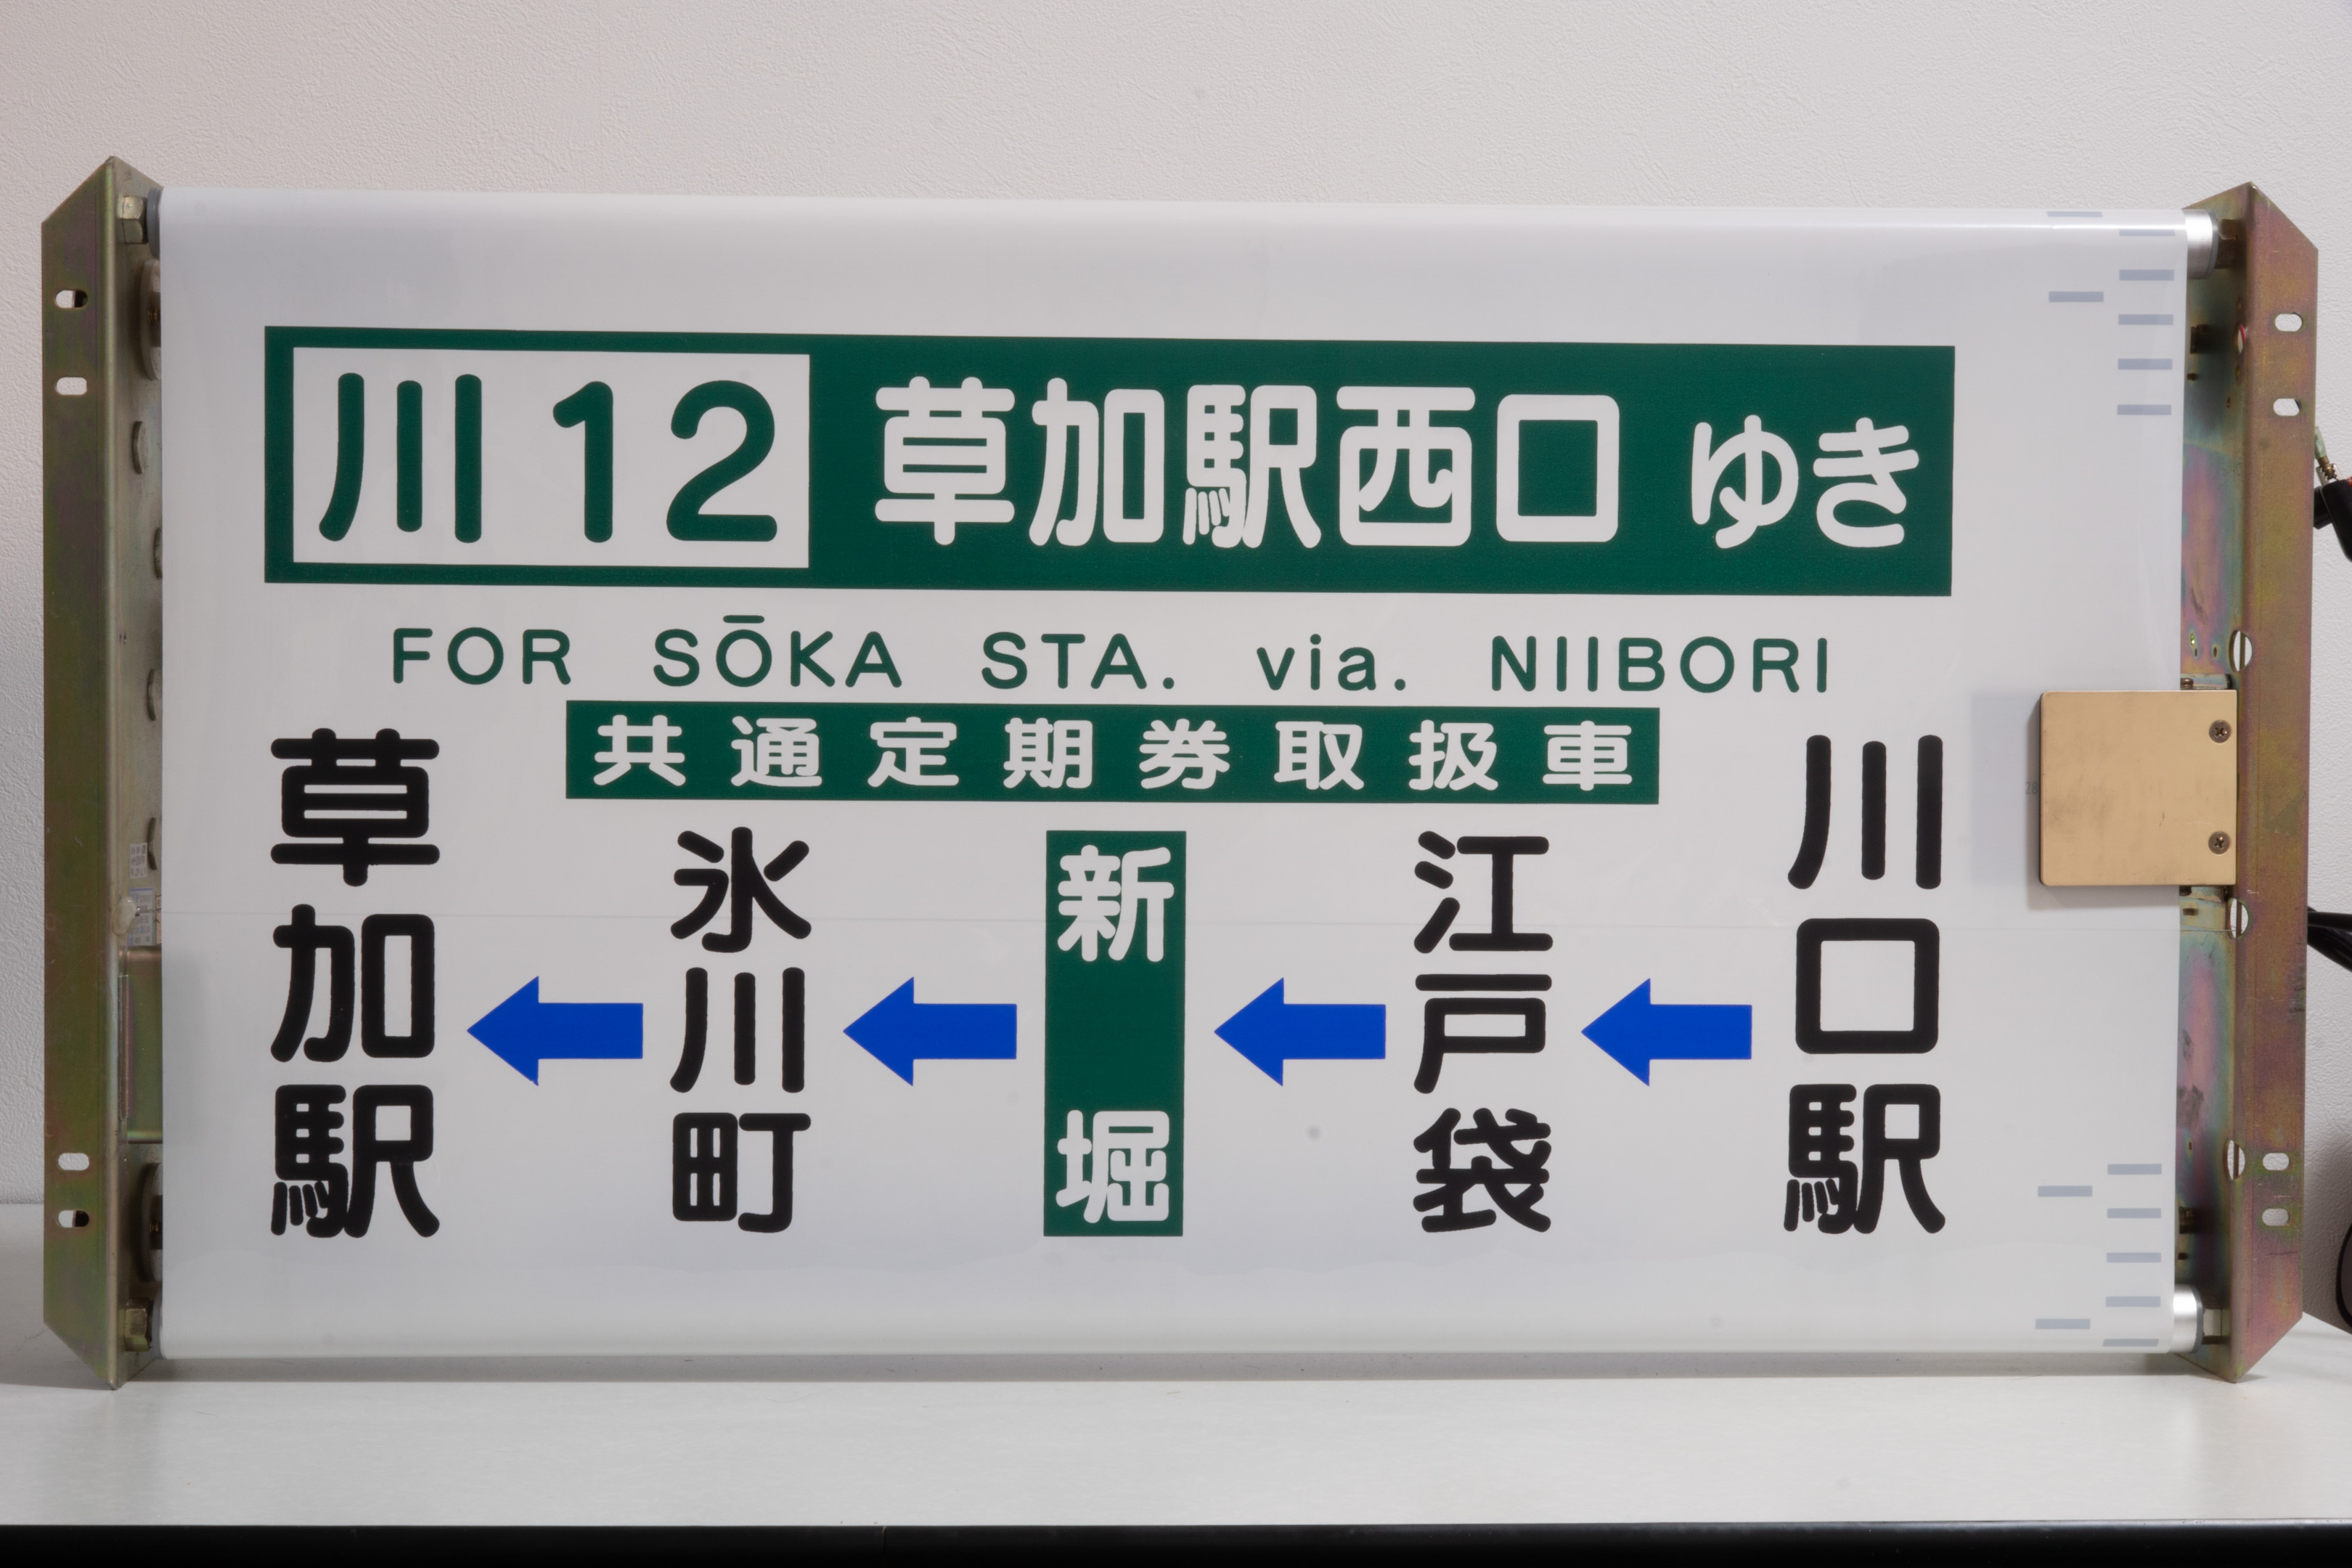 川12 草加駅西口 ゆき
FOR SŌKA STA. via. NIIBORI
共通定期券取扱車
川口駅
江戸袋
新堀
氷川町
草加駅